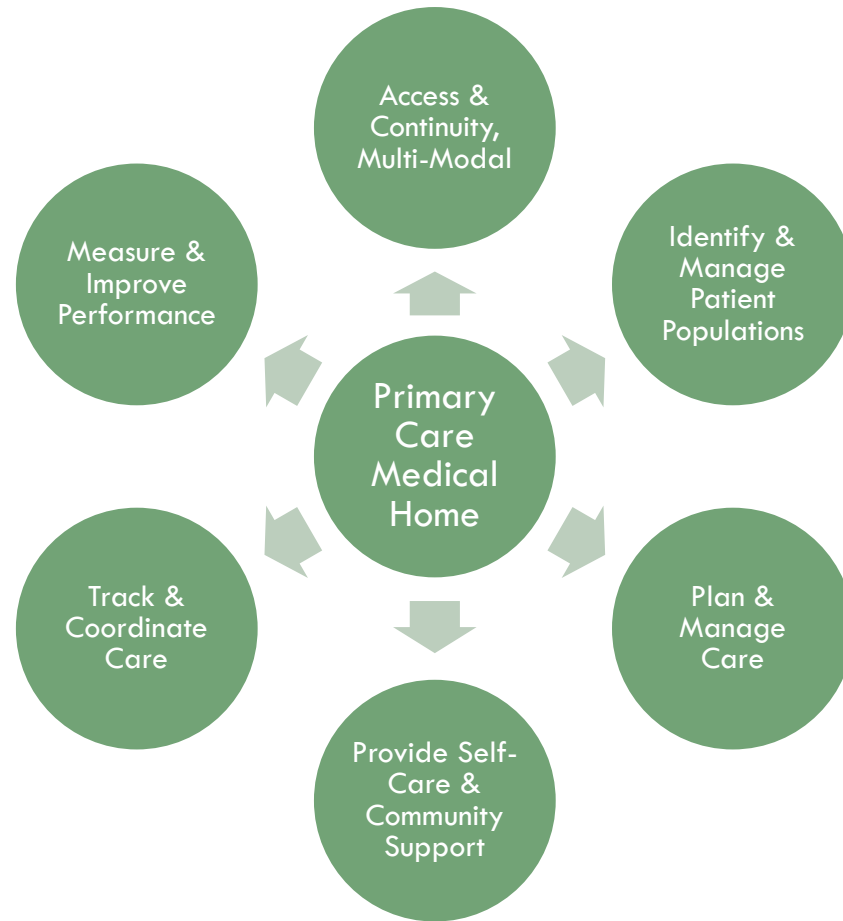 Access &
Continuity,
Multi-Modal
Identify &
Manage
Patient
Populations
Plan &
Manage
Care
Provide Self-
Care &
Community
Support
Track &
Coordinate
Care
Measure &
Improve
Performance
Primary
Care
Medical
Home